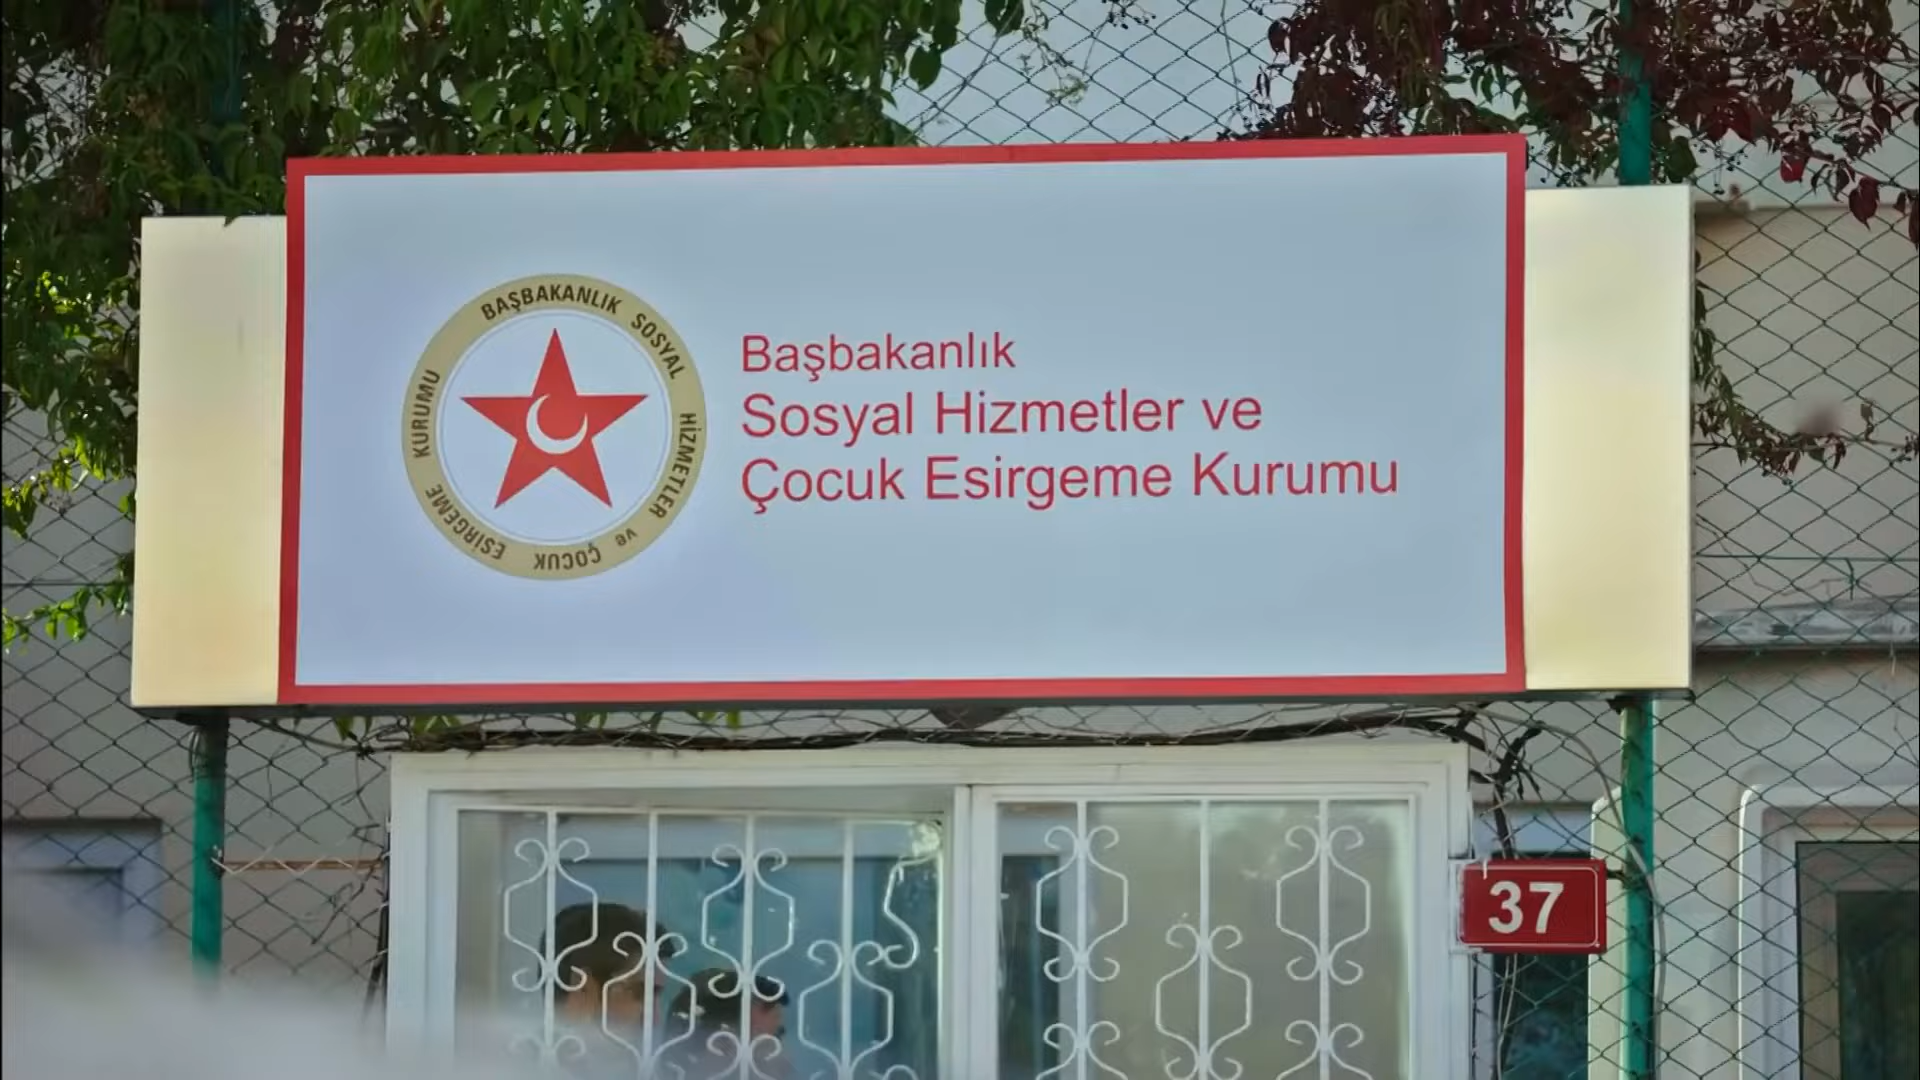 BAŞBAKANLIK SOSYAL HİZMETLER ve ÇOCUK ESİRGEME KURUMU
Başbakanlık
Sosyal Hizmetler ve
Çocuk Esirgeme Kurumu
37